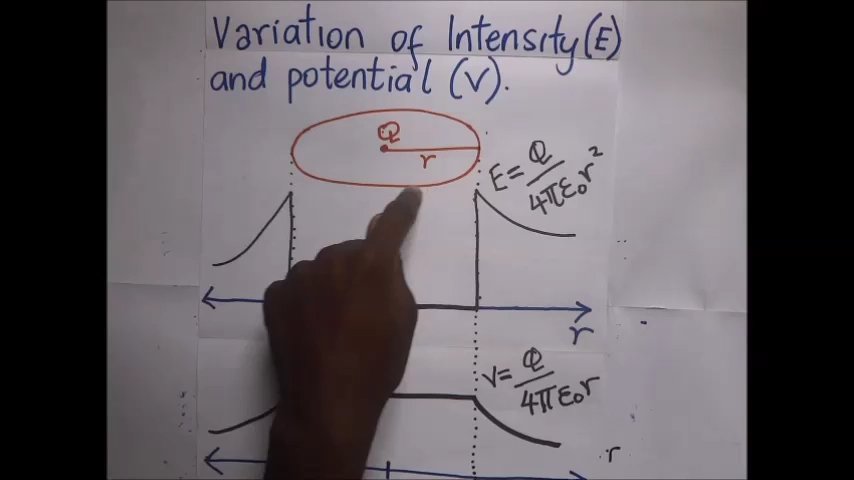 Variation of Intensity(E)
and potential (V).
Q
r
E=Q/4πε₀r²
r
V=Q/4πε₀r
r